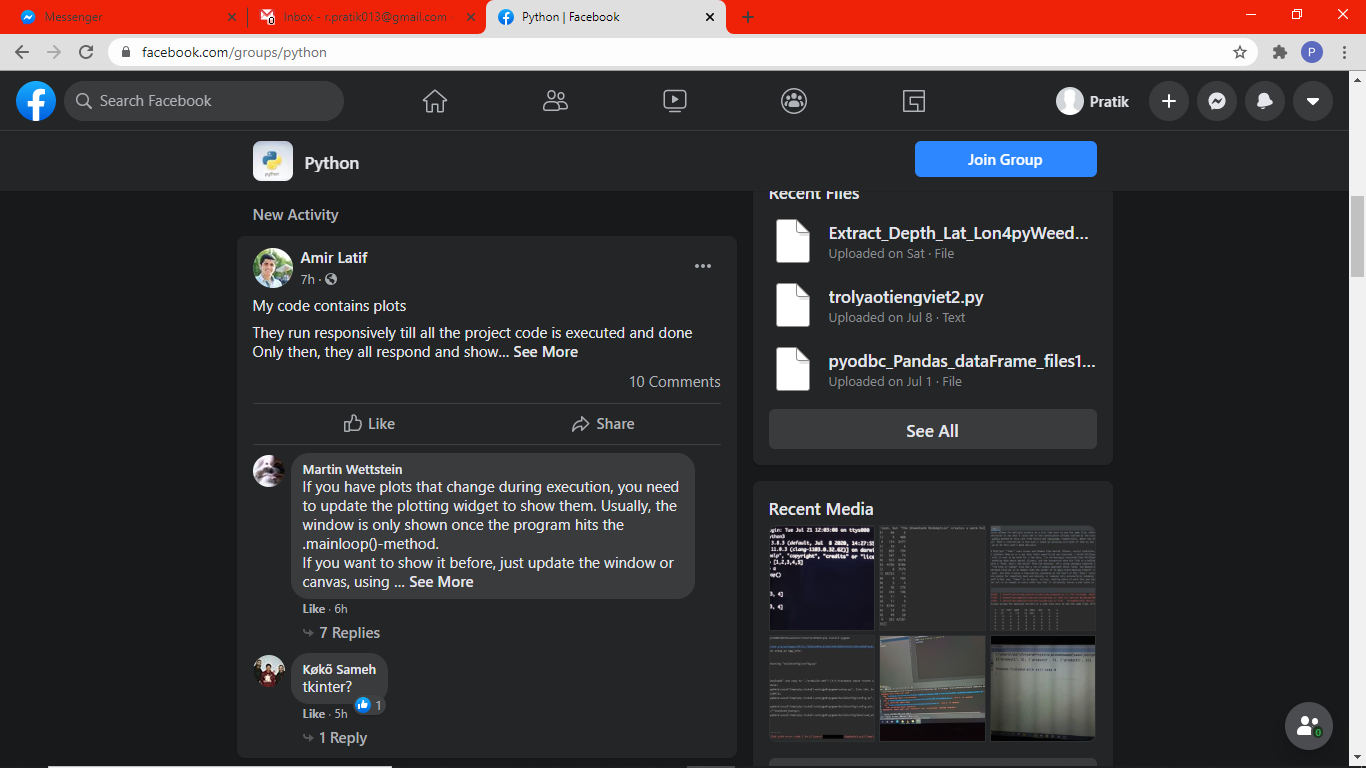 Messenger
Inbox - r.pratik013@gmail.com
Python | Facebook
facebook.com/groups/python
P
Search Facebook
Pratik
Python
Join Group
New Activity
Amir Latif
7h ·
My code contains plots
They run responsively till all the project code is executed and done
Only then, they all respond and show... See More
10 Comments
Like
Share
Martin Wettstein
If you have plots that change during execution, you need
to update the plotting widget to show them. Usually, the
window is only shown once the program hits the
.mainloop()-method.
If you want to show it before, just update the window or
canvas, using ... See More
Like · 6h
7 Replies
Køkő Sameh
tkinter?
1
Like · 5h
1 Reply
Recent Files
Extract_Depth_Lat_Lon4pyWeed...
Uploaded on Sat · File
trolyaotiengviet2.py
Uploaded on Jul 8 · Text
pyodbc_Pandas_dataFrame_files1...
Uploaded on Jul 1 · File
See All
Recent Media
0